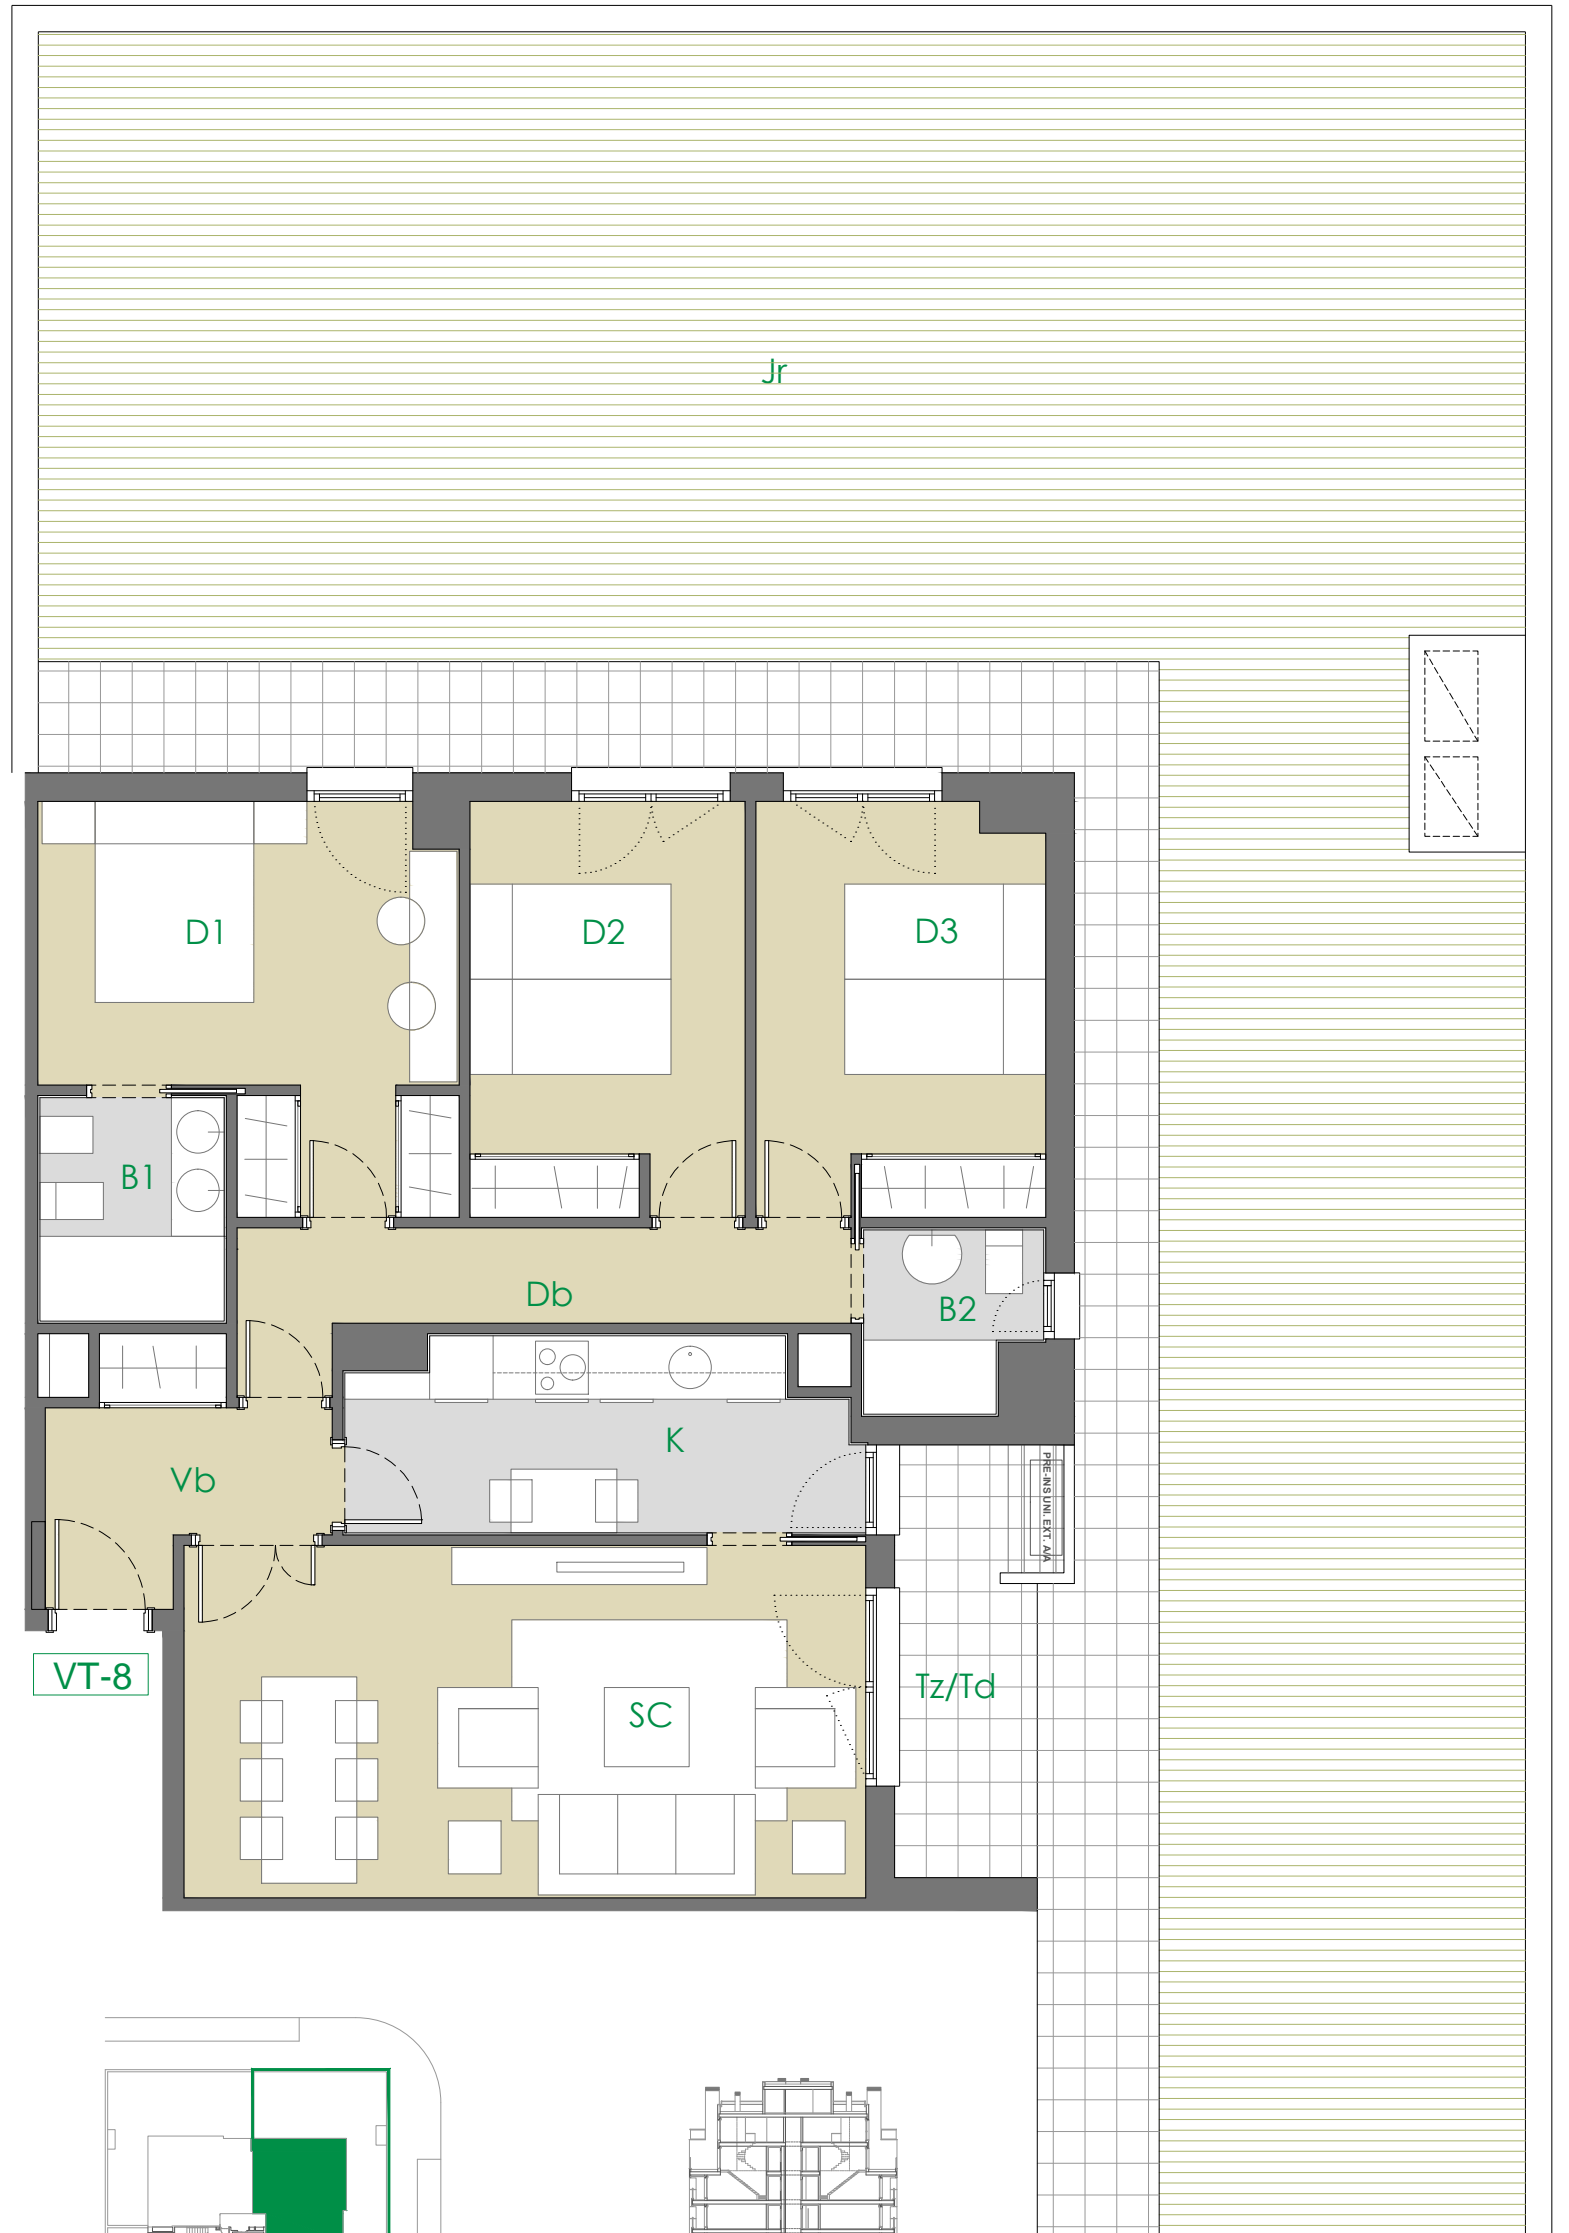 Jr
D1
D2
D3
B1
Db
B2
K
Vb
PRE-INS UNI. EXT. A/A
VT-8
SC
Tz/Td